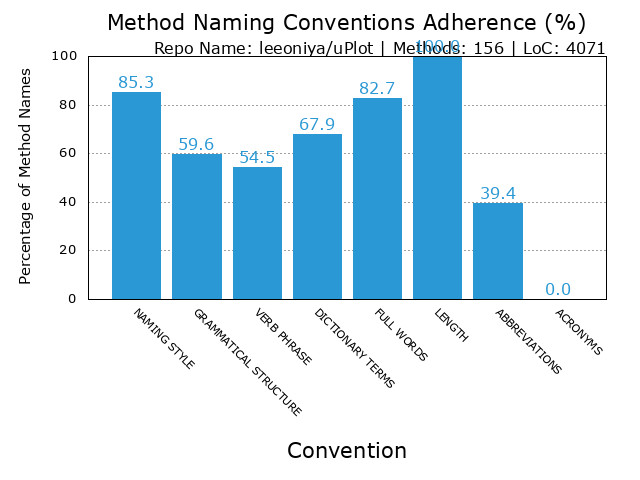 Method Naming Conventions Adherence (%)
Repo Name: leeoniya/uPlot | Methods: 156 | LoC: 4071
Percentage of Method Names
100
80
60
40
20
0
85.3
59.6
54.5
67.9
82.7
100.0
39.4
0.0
NAMING STYLE
GRAMMATICAL STRUCTURE
VERB PHRASE
DICTIONARY TERMS
FULL WORDS
LENGTH
ABBREVIATIONS
ACRONYMS
Convention